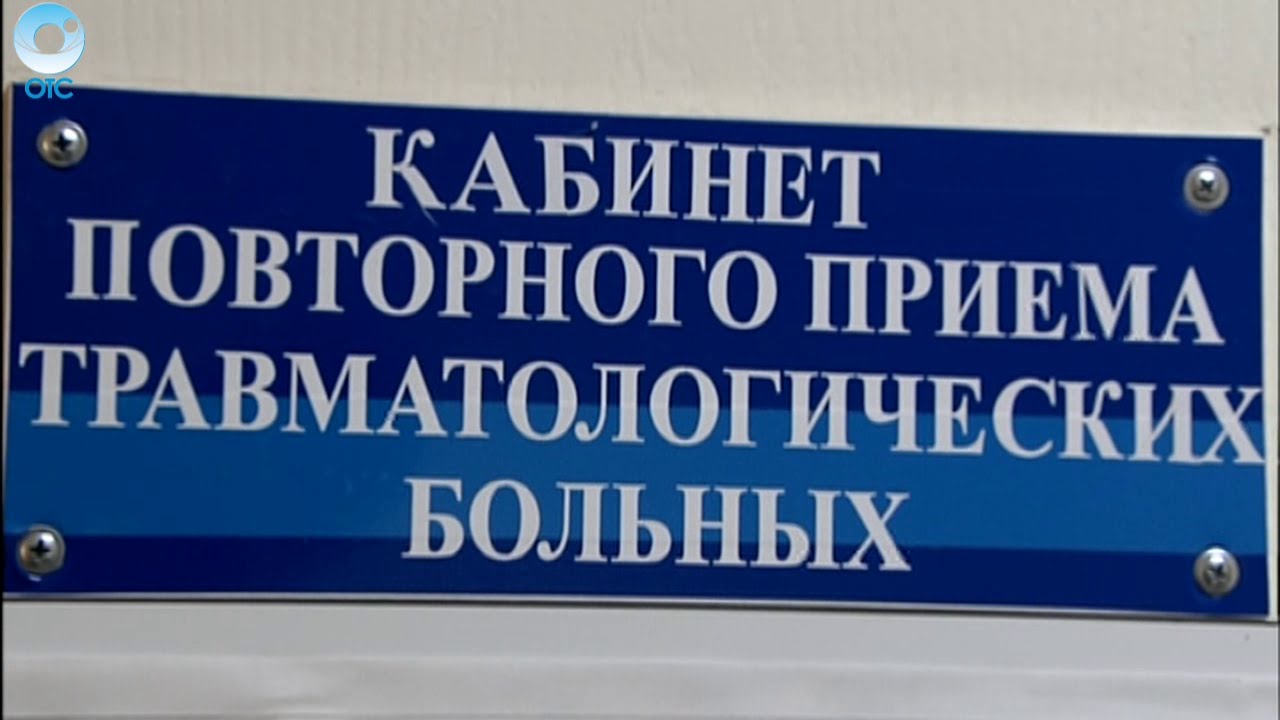 ОТС
КАБИНЕТ
ПОВТОРНОГО ПРИЕМА
ТРАВМАТОЛОГИЧЕСКИХ
БОЛЬНЫХ